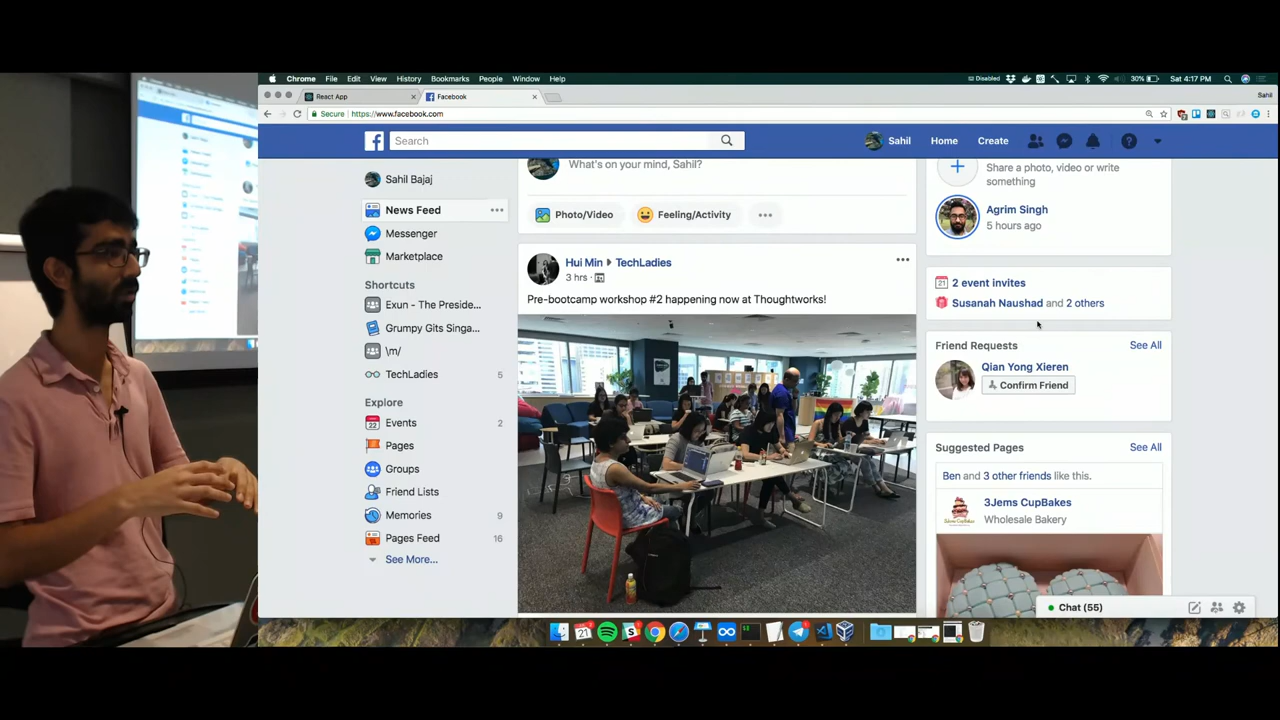 Chrome File Edit View History Bookmarks People Window Help
Disabled 30% Sat 4:17 PM
React App
Facebook
Sahil
Secure https://www.facebook.com
Search
Sahil Home Create
Sahil Bajaj
News Feed
Messenger
Marketplace
Shortcuts
Exun - The Preside...
Grumpy Gits Singa...
\m/
TechLadies 5
Explore
Events 2
Pages
Groups
Friend Lists
Memories 9
Pages Feed 16
See More...
What's on your mind, Sahil?
Photo/Video
Feeling/Activity
Hui Min TechLadies
3 hrs
Pre-bootcamp workshop #2 happening now at Thoughtworks!
Share a photo, video or write
something
Agrim Singh
5 hours ago
2 event invites
Susanah Naushad and 2 others
Friend Requests See All
Qian Yong Xieren
Confirm Friend
Suggested Pages See All
Ben and 3 other friends like this.
3Jems CupBakes
Wholesale Bakery
Chat (55)